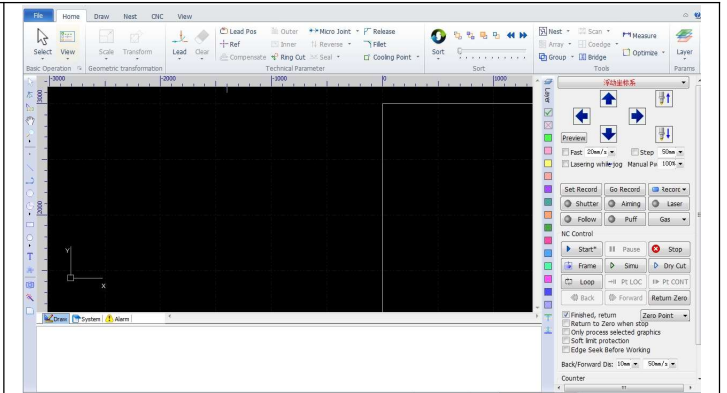 File Home Draw Nest CNC View
Select View Scale Transform Lead Clear
Lead Pos Outer Micro Joint Release
Ref Inner Reverse Fillet
Compensate Ring Cut Seal Cooling Point
Sort
Nest Scan Measure
Array Coedge
Group Bridge Optimize
Layer
Basic Operation Geometric transformation Technical Parameter Sort Tools Params
-3000 -2000 -1000 0 1000
3000
2000
Y
X
T
Draw System Alarm
Layer
浮动坐标系
Preview
Fast 20mm/s Step 50mm
Lasering while jog Manual Pw 100%
Set Record Go Record Record
Shutter Aiming Laser
Follow Puff Gas
NC Control
Start* Pause Stop
Frame Simu Dry Cut
Loop Pt LOC Pt CONT
Back Forward Return Zero
Finished, return Zero Point
Return to Zero when stop
Only process selected graphics
Soft limit protection
Edge Seek Before Working
Back/Forward Dis: 10mm 50mm/s
Counter